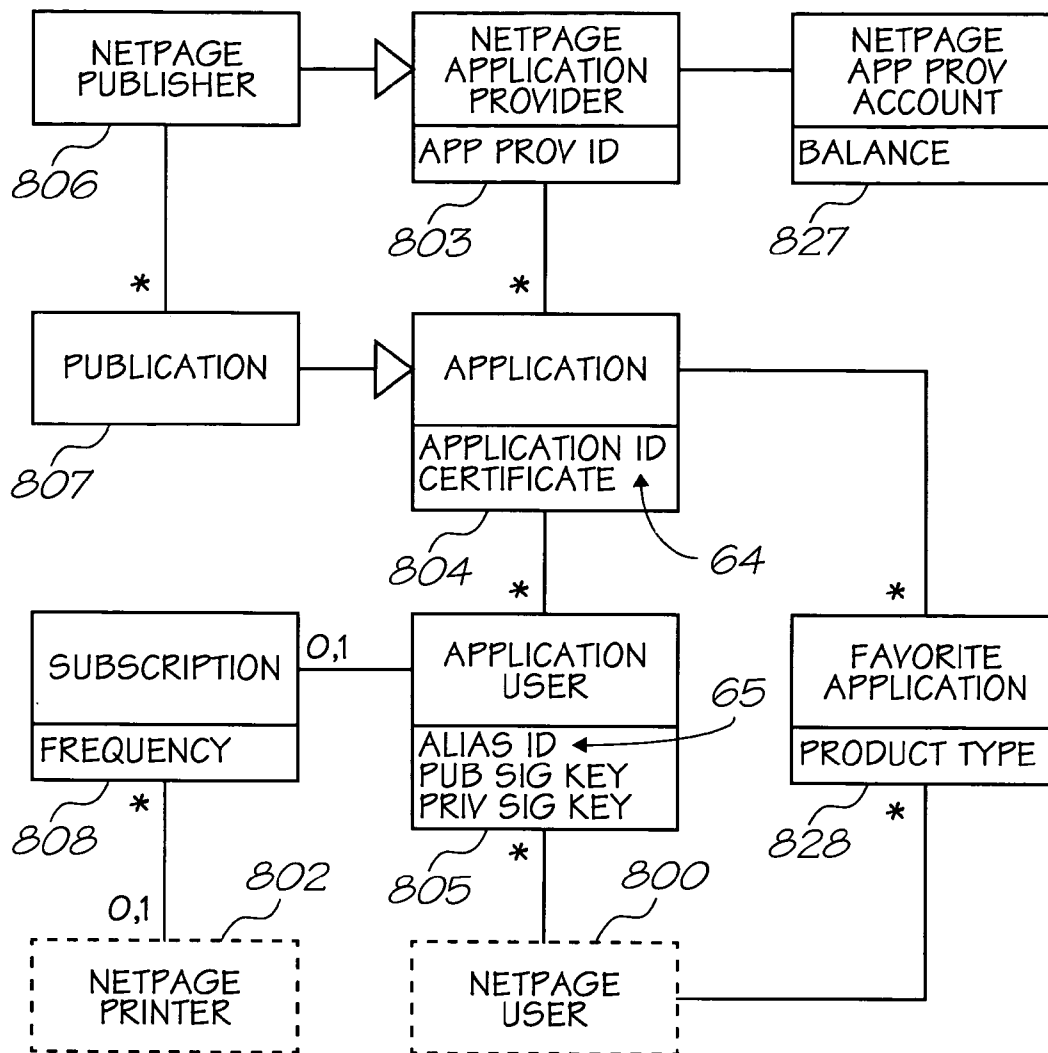 NETPAGE
PUBLISHER
NETPAGE
APPLICATION
PROVIDER
APP PROV ID
NETPAGE
APP PROV
ACCOUNT
BALANCE
806
803
827
*
*
PUBLICATION
APPLICATION
APPLICATION ID
CERTIFICATE
807
804
64
*
*
SUBSCRIPTION
FREQUENCY
0,1
APPLICATION
USER
ALIAS ID
PUB SIG KEY
PRIV SIG KEY
65
FAVORITE
APPLICATION
PRODUCT TYPE
808
*
805
*
828
*
802
800
0,1
NETPAGE
PRINTER
NETPAGE
USER